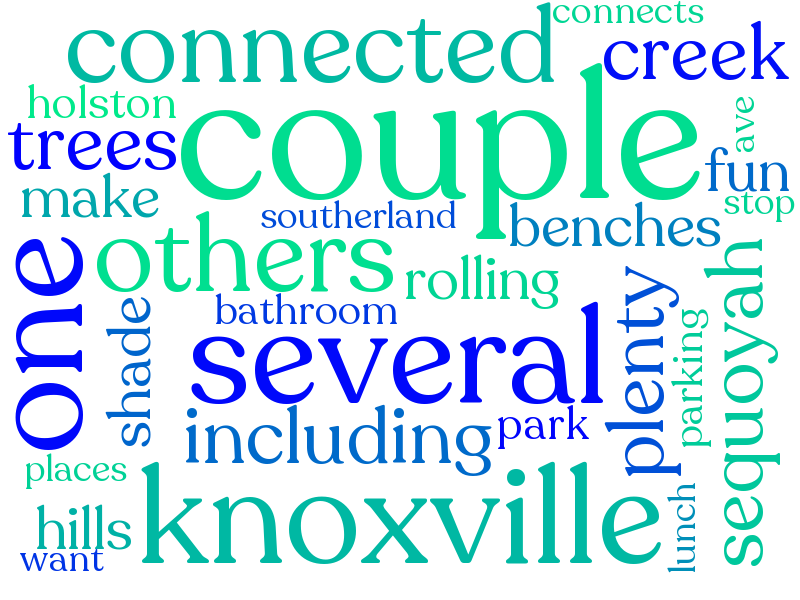 connects
connected
creek
couple
holston
ave
trees
fun
make
stop
southerland
benches
others
one
rolling
sequoyah
plenty
bathroom
shade
several
parking
including
park
places
knoxville
lunch
hills
want